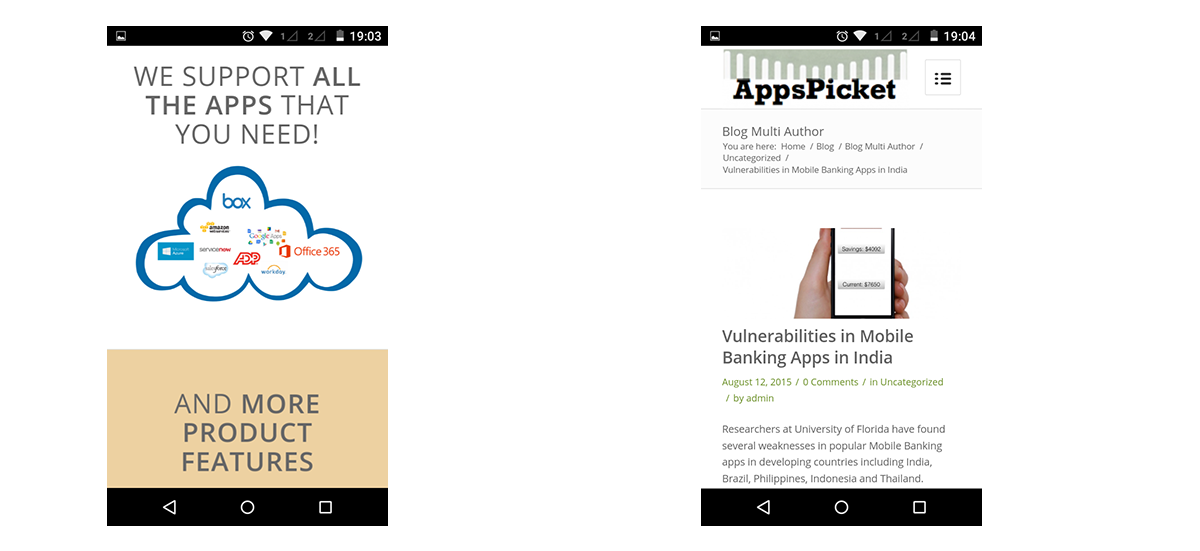 1 2 19:03
WE SUPPORT ALL
THE APPS THAT
YOU NEED!
box
amazon
web services
Google Apps
Microsoft
Azure
servicenow
Office 365
ADP
salesforce
workday
AND MORE
PRODUCT
FEATURES
1 2 19:04
AppsPicket
Blog Multi Author
You are here: Home / Blog / Blog Multi Author /
Uncategorized /
Vulnerabilities in Mobile Banking Apps in India
Savings: $4092
Current: $7650
Vulnerabilities in Mobile
Banking Apps in India
August 12, 2015 / 0 Comments / in Uncategorized
/ by admin
Researchers at University of Florida have found
several weaknesses in popular Mobile Banking
apps in developing countries including India,
Brazil, Philippines, Indonesia and Thailand.